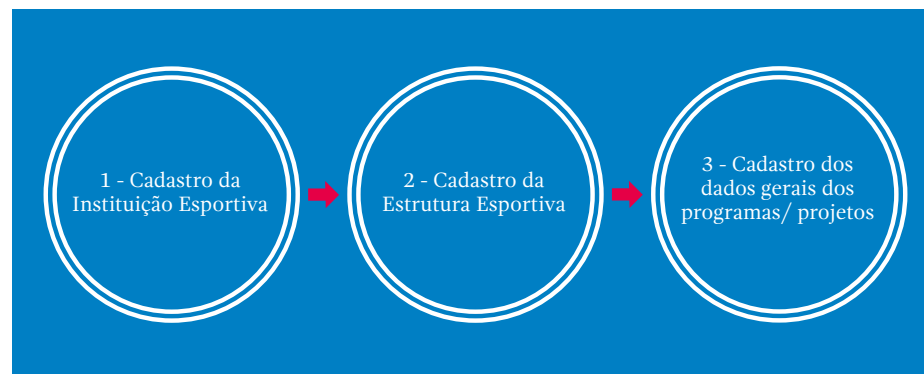 1 - Cadastro da
Instituição Esportiva
2 - Cadastro da
Estrutura Esportiva
3 - Cadastro dos
dados gerais dos
programas/ projetos